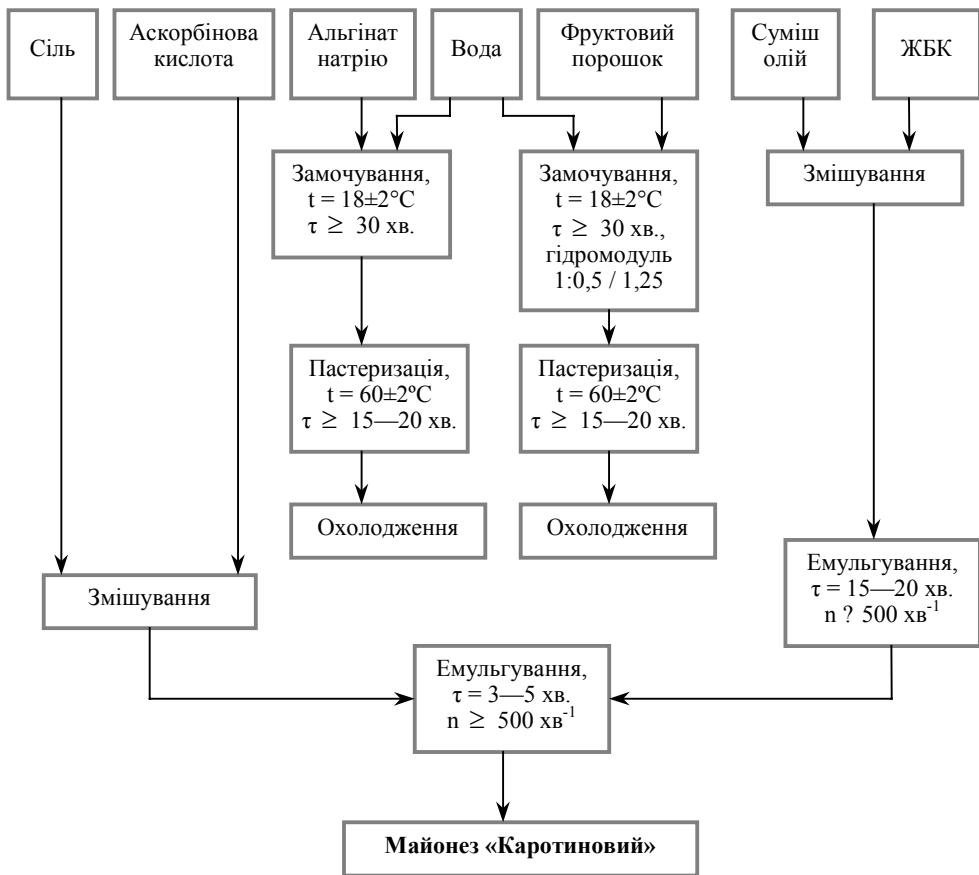 Сіль
Аскорбінова
кислота
Альгінат
натрію
Вода
Фруктовий
порошок
Суміш
олій
ЖБК
Замочування,
t = 18±2°C
τ ≥ 30 хв.
Замочування,
t = 18±2°C
τ ≥ 30 хв.,
гідромодуль
1:0,5 / 1,25
Змішування
Пастеризація,
t = 60±2ºC
τ ≥ 15—20 хв.
Пастеризація,
t = 60±2ºC
τ ≥ 15—20 хв.
Охолодження
Охолодження
Змішування
Емульгування,
τ = 15—20 хв.
n ? 500 хв⁻¹
Емульгування,
τ = 3—5 хв.
n ≥ 500 хв⁻¹
Майонез «Каротиновий»